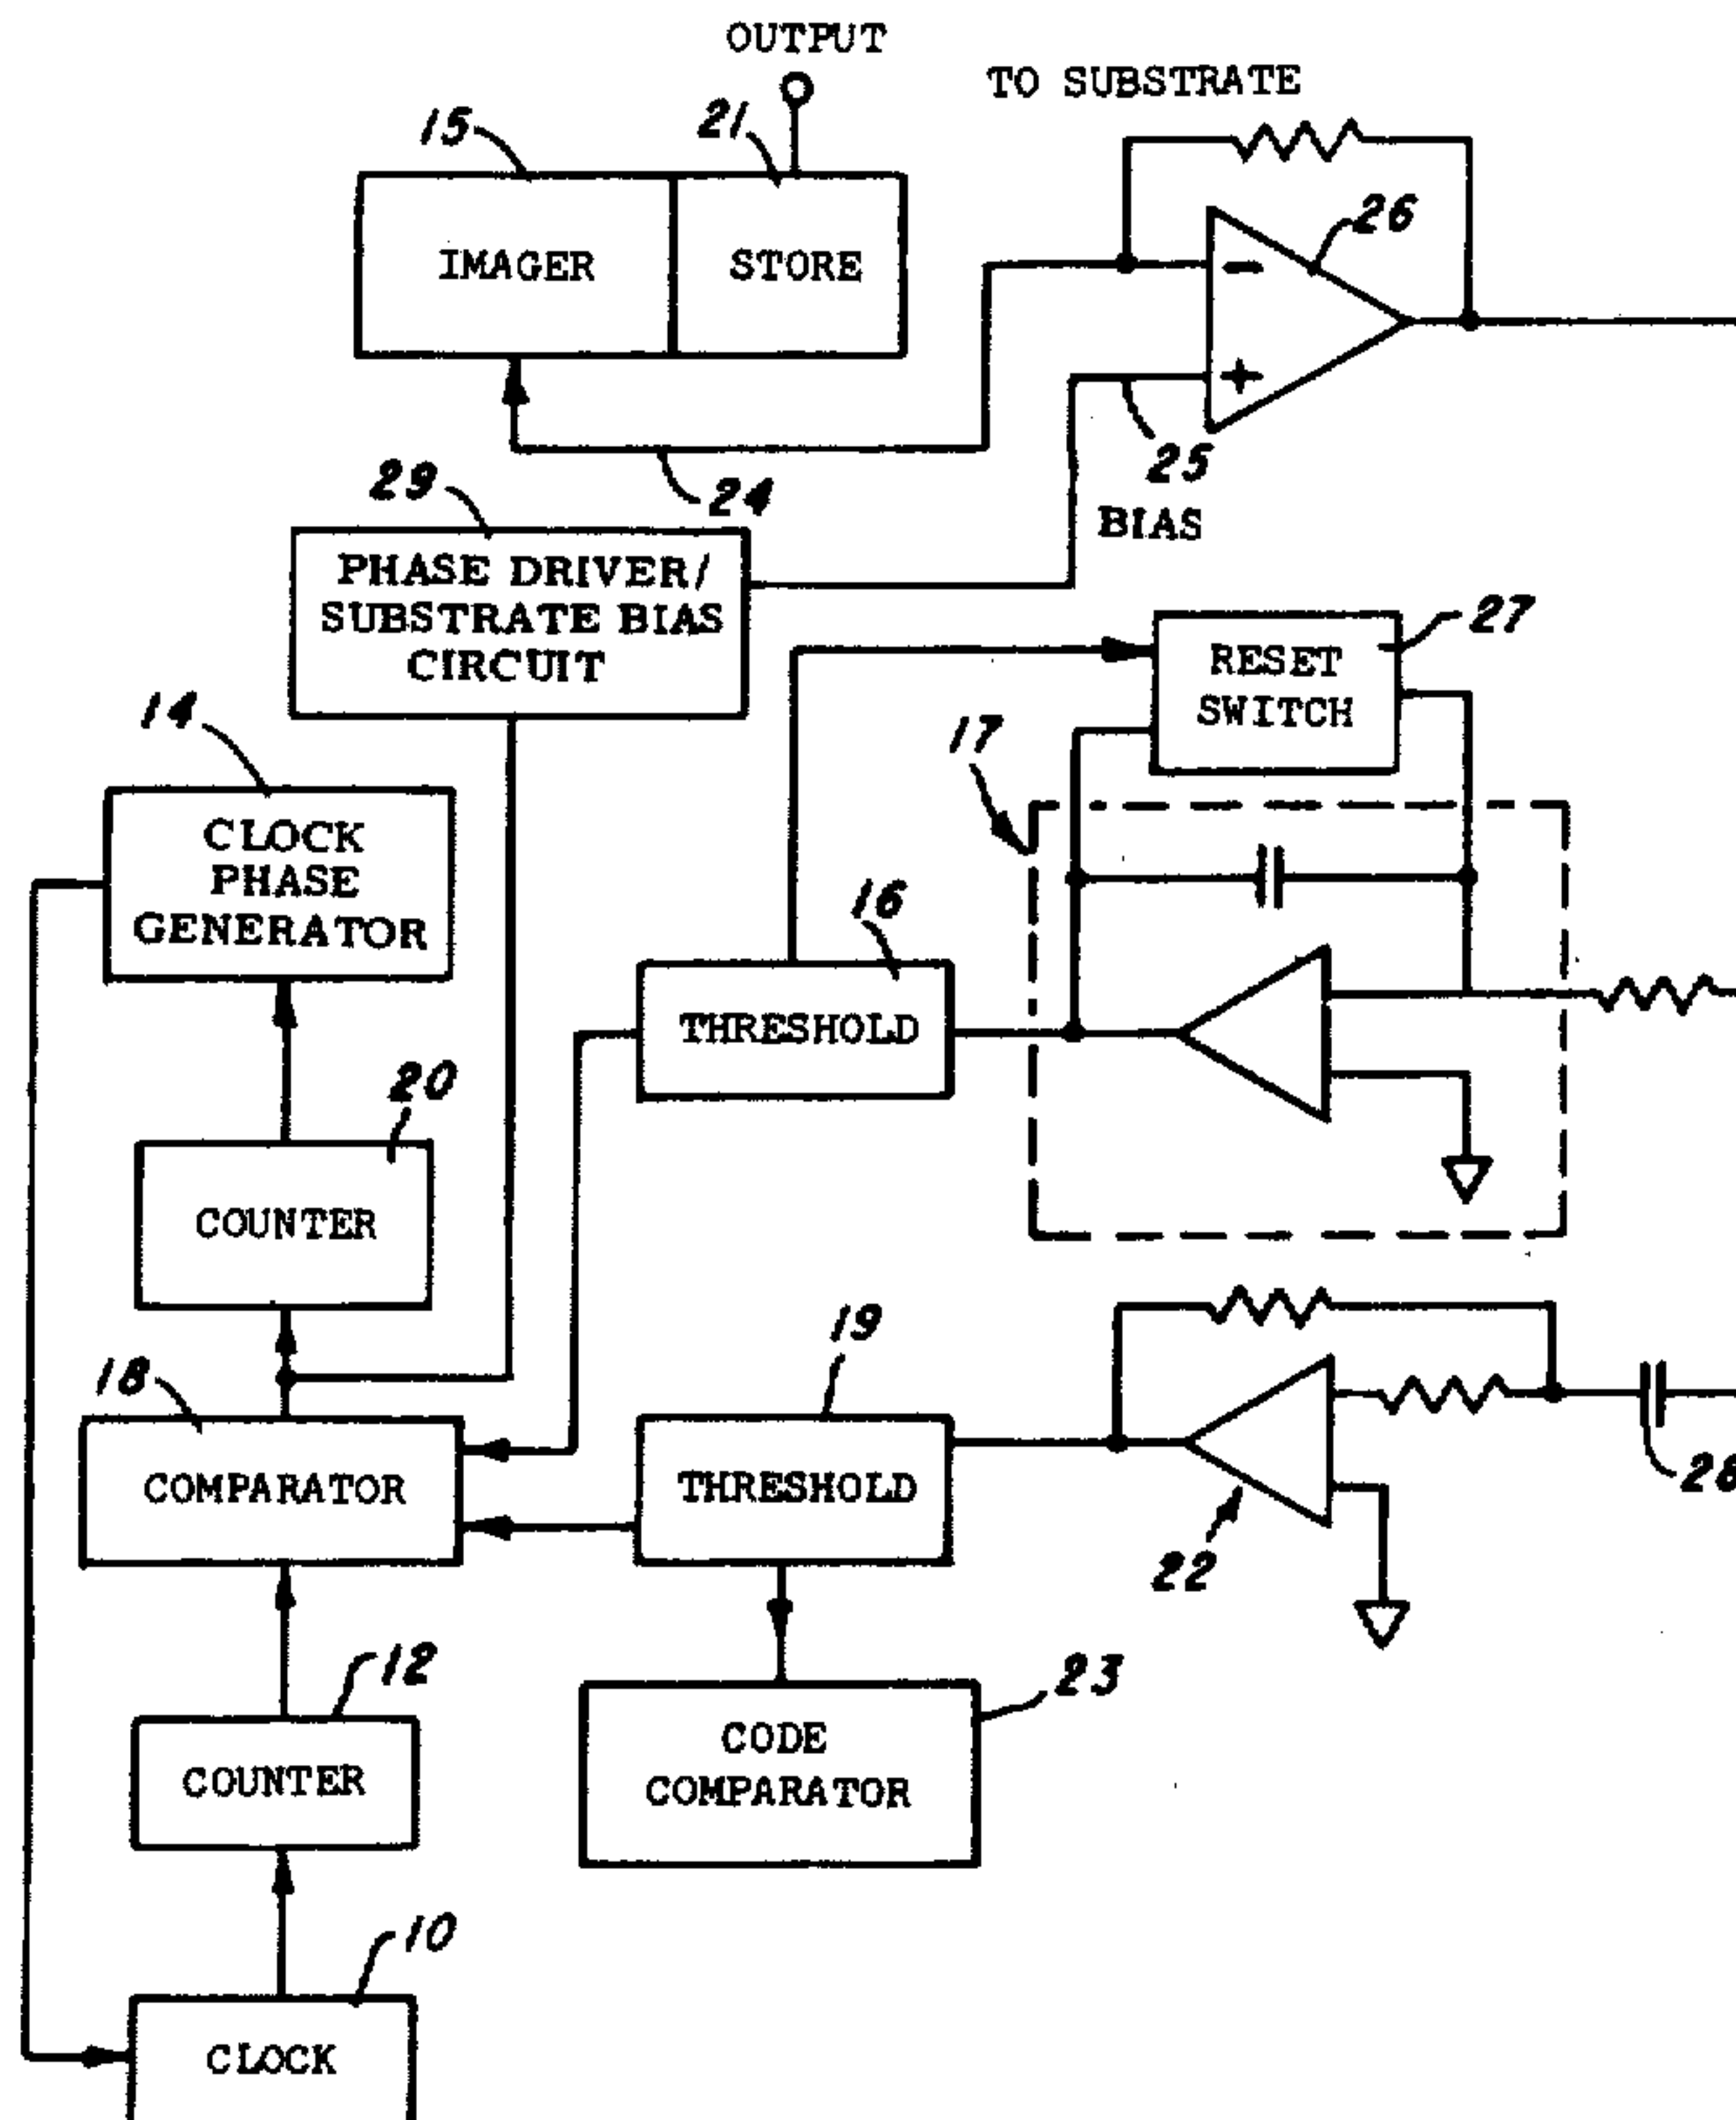 OUTPUT
TO SUBSTRATE
15
21
26
IMAGER
STORE
-
+
25
BIAS
24
29
PHASE DRIVER/
SUBSTRATE BIAS
CIRCUIT
27
RESET
SWITCH
14
17
CLOCK
PHASE
GENERATOR
16
THRESHOLD
20
COUNTER
19
18
COMPARATOR
THRESHOLD
28
22
12
23
COUNTER
CODE
COMPARATOR
10
CLOCK